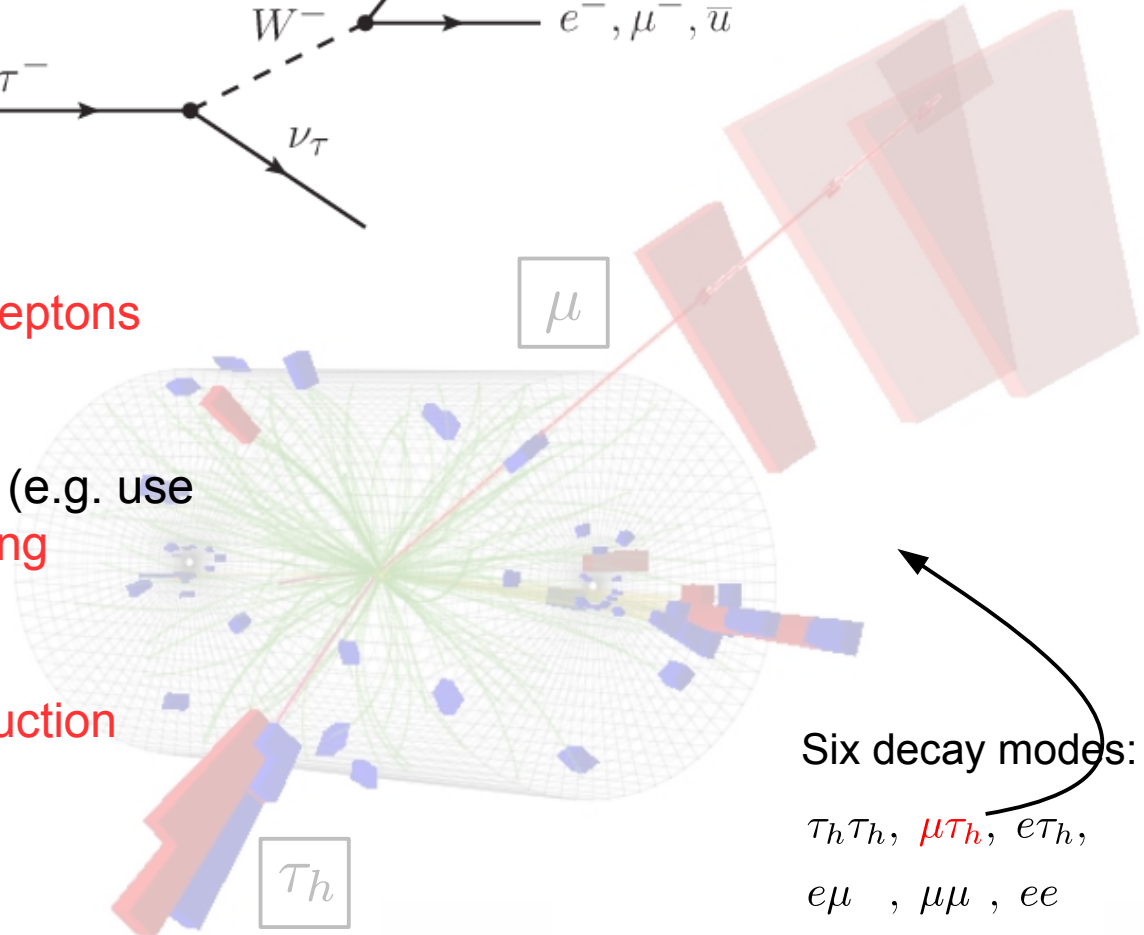 W⁻
e⁻, μ⁻, u̅
τ⁻
ν_τ
μ
eptons
(e.g. use
ng
uction
Six decay modes:
τ_hτ_h, μτ_h, eτ_h,
eμ , μμ , ee
τ_h